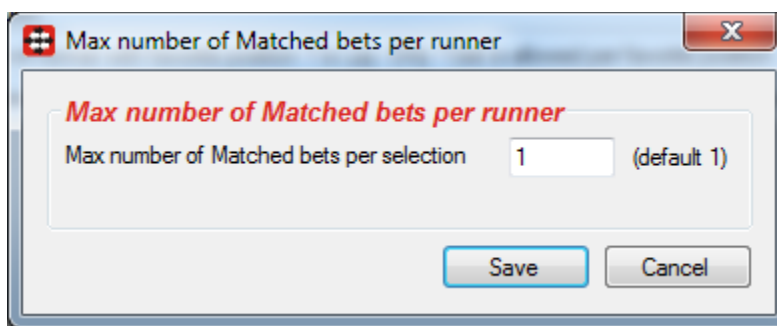 Max number of Matched bets per runner
Max number of Matched bets per runner
Max number of Matched bets per selection 1 (default 1)
Save Cancel